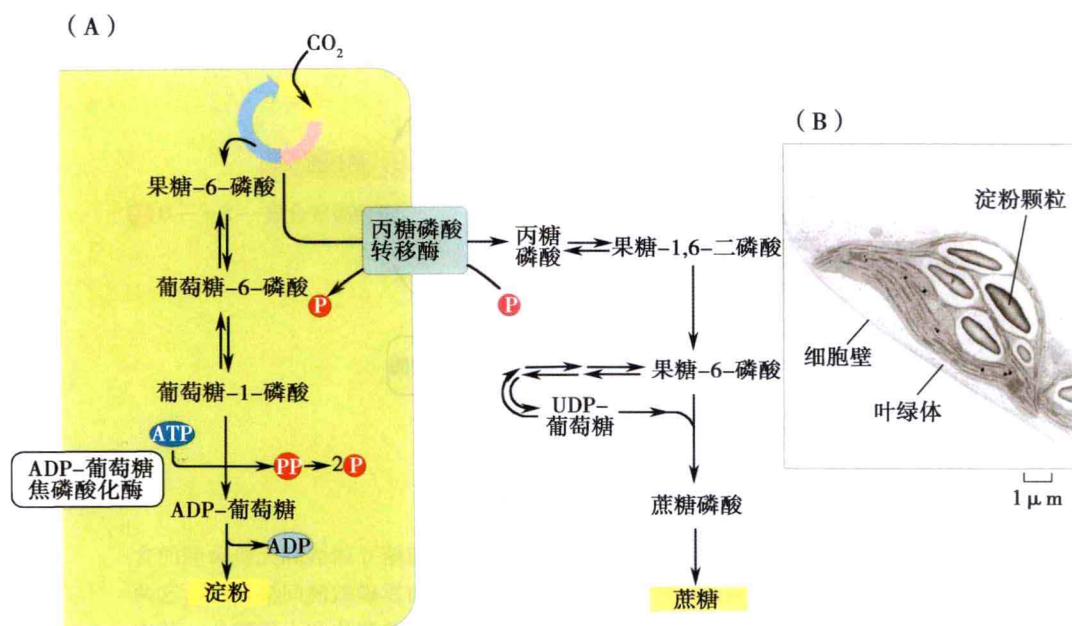 （A）
CO2
果糖-6-磷酸
丙糖磷酸
转移酶
丙糖
磷酸
果糖-1,6-二磷酸
葡萄糖-6-磷酸
P
P
果糖-6-磷酸
葡萄糖-1-磷酸
UDP-
葡萄糖
ATP
ADP-葡萄糖
焦磷酸化酶
PP
2P
ADP-葡萄糖
蔗糖磷酸
ADP
淀粉
蔗糖
（B）
淀粉颗粒
细胞壁
叶绿体
1 μm